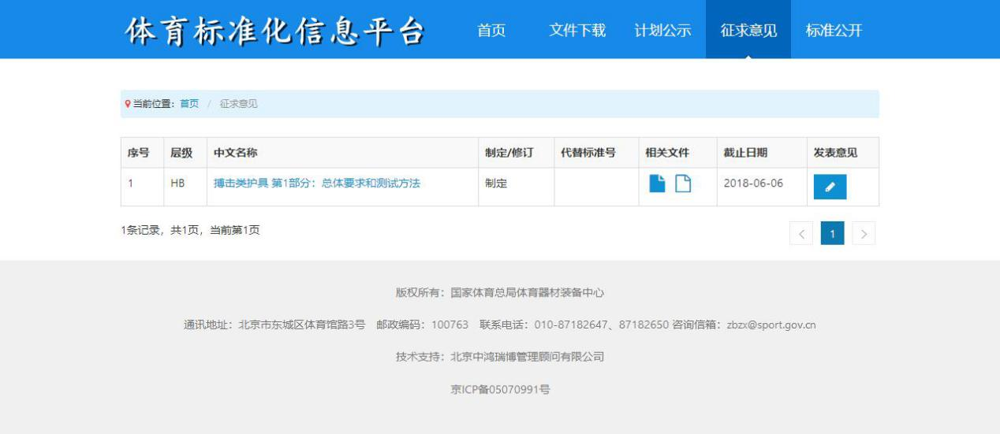 体育标准化信息平台 首页 文件下载 计划公示 征求意见 标准公开
当前位置：首页 / 征求意见
序号 层级 中文名称 制定/修订 代替标准号 相关文件 截止日期 发表意见
1 HB 搏击类护具 第1部分：总体要求和测试方法 制定 2018-06-06
1条记录，共1页，当前第1页 < 1 >
版权所有：国家体育总局体育器材装备中心
通讯地址：北京市东城区体育馆路3号 邮政编码：100763 联系电话：010-87182647、87182650 咨询信箱：zbzx@sport.gov.cn
技术支持：北京中鸿瑞博管理顾问有限公司
京ICP备05070991号